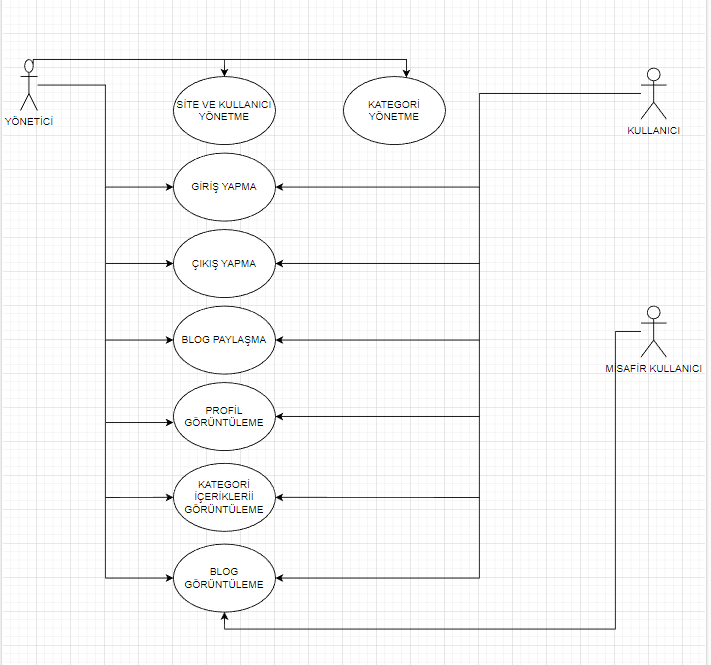 YÖNETİCİ
SİTE VE KULLANICI
YÖNETME
KATEGORİ
YÖNETME
KULLANICI
GİRİŞ YAPMA
ÇIKIŞ YAPMA
BLOG PAYLAŞMA
MİSAFİR KULLANICI
PROFİL
GÖRÜNTÜLEME
KATEGORİ
İÇERİKLERİİ
GÖRÜNTÜLEME
BLOG
GÖRÜNTÜLEME